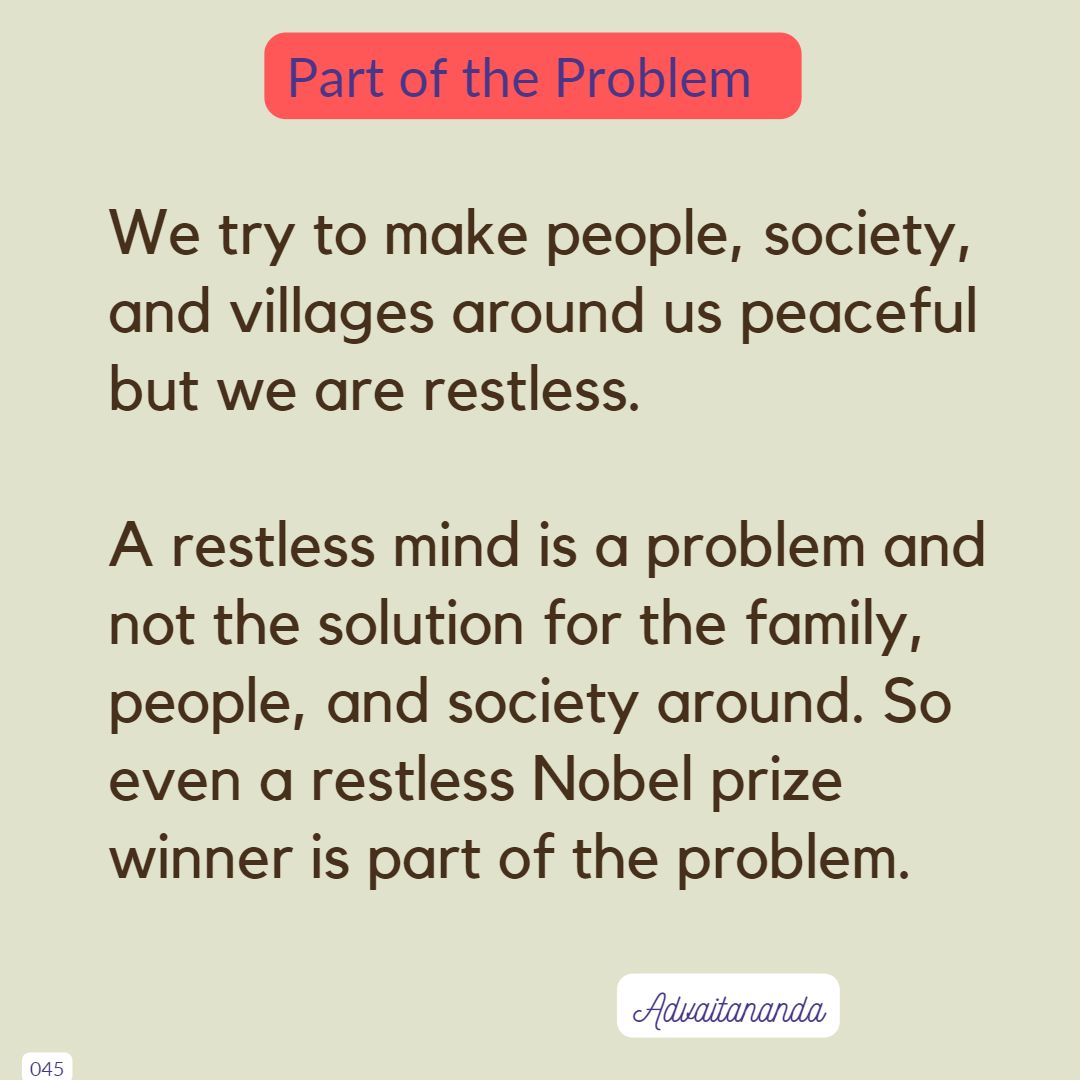 Part of the Problem
We try to make people, society,
and villages around us peaceful
but we are restless.
A restless mind is a problem and
not the solution for the family,
people, and society around. So
even a restless Nobel prize
winner is part of the problem.
Advaitananda
045